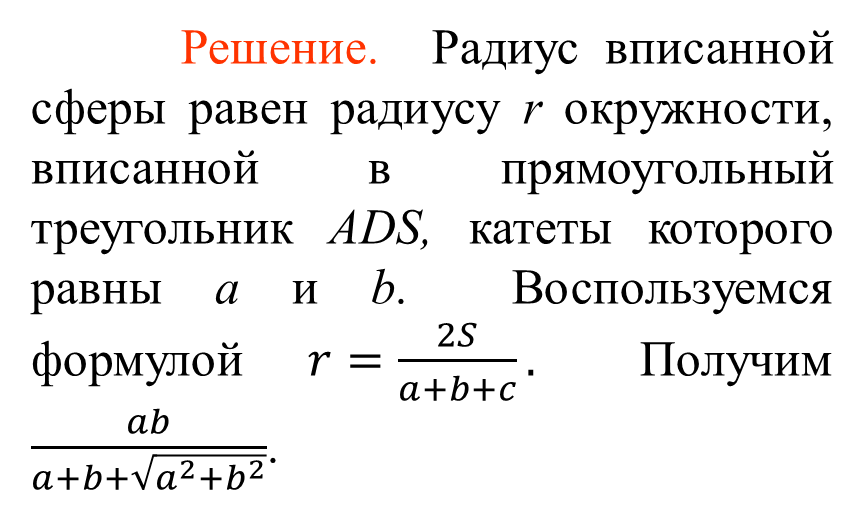 Решение. Радиус вписанной
сферы равен радиусу r окружности,
вписанной в прямоугольный
треугольник ADS, катеты которого
равны a и b. Воспользуемся
формулой r = \frac{2S}{a+b+c}. Получим
\frac{ab}{a+b+\sqrt{a^2+b^2}}.